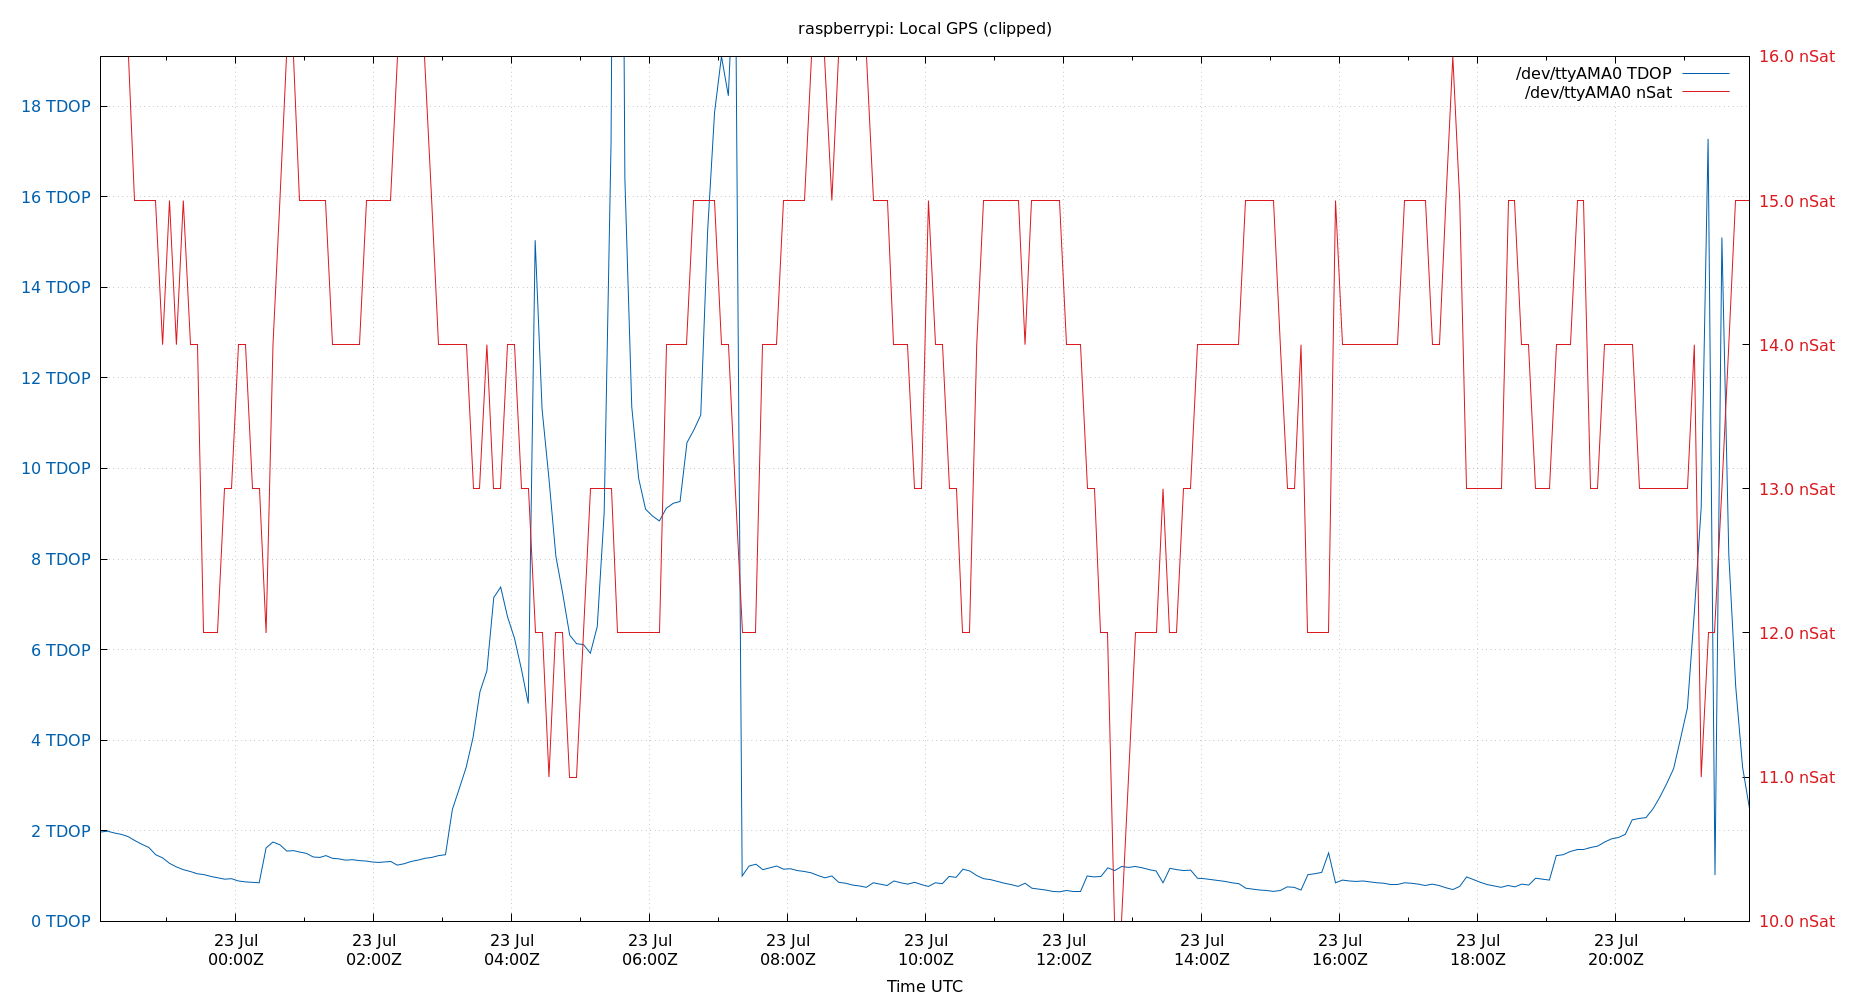 raspberrypi: Local GPS (clipped)
/dev/ttyAMA0 TDOP
/dev/ttyAMA0 nSat
18 TDOP
16 TDOP
14 TDOP
12 TDOP
10 TDOP
8 TDOP
6 TDOP
4 TDOP
2 TDOP
0 TDOP
16.0 nSat
15.0 nSat
14.0 nSat
13.0 nSat
12.0 nSat
11.0 nSat
10.0 nSat
23 Jul 23 Jul 23 Jul 23 Jul 23 Jul 23 Jul 23 Jul 23 Jul 23 Jul 23 Jul 23 Jul
00:00Z 02:00Z 04:00Z 06:00Z 08:00Z 10:00Z 12:00Z 14:00Z 16:00Z 18:00Z 20:00Z
Time UTC